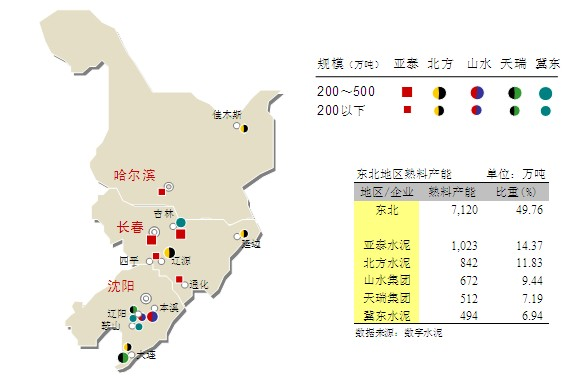 规模（万吨） 亚泰 北方 山水 天瑞 冀东
200～500
200以下
佳木斯
哈尔滨
吉林
长春
延边
四平 辽源
通化
沈阳
辽阳 本溪
鞍山
大连
东北地区熟料产能 单位：万吨
地区/企业 熟料产能 比重(%)
东北 7,120 49.76
亚泰水泥 1,023 14.37
北方水泥 842 11.83
山水集团 672 9.44
天瑞集团 512 7.19
冀东水泥 494 6.94
数据来源：数字水泥